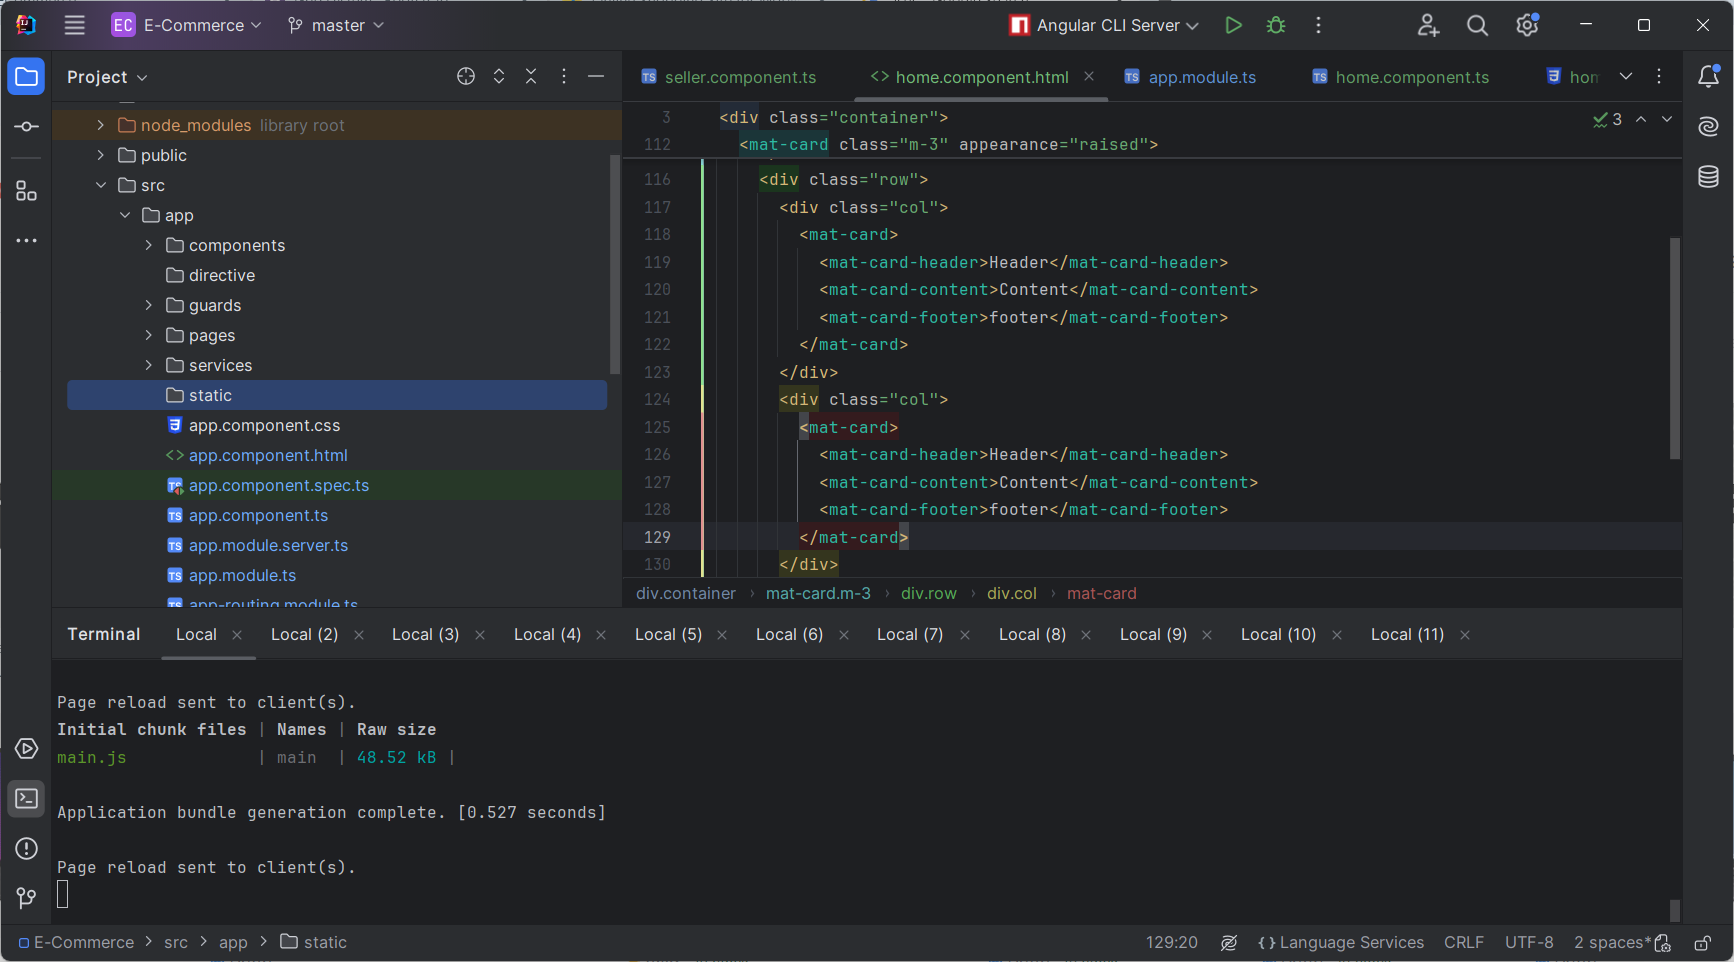 EC E-Commerce master Angular CLI Server
Project
node_modules library root
public
src
app
components
directive
guards
pages
services
static
app.component.css
app.component.html
app.component.spec.ts
app.component.ts
app.module.server.ts
app.module.ts
app-routing.module.ts
seller.component.ts home.component.html app.module.ts home.component.ts hom
3 <div class="container"> 3
112 <mat-card class="m-3" appearance="raised">
116 <div class="row">
117 <div class="col">
118 <mat-card>
119 <mat-card-header>Header</mat-card-header>
120 <mat-card-content>Content</mat-card-content>
121 <mat-card-footer>footer</mat-card-footer>
122 </mat-card>
123 </div>
124 <div class="col">
125 <mat-card>
126 <mat-card-header>Header</mat-card-header>
127 <mat-card-content>Content</mat-card-content>
128 <mat-card-footer>footer</mat-card-footer>
129 </mat-card>
130 </div>
div.container › mat-card.m-3 › div.row › div.col › mat-card
Terminal Local Local (2) Local (3) Local (4) Local (5) Local (6) Local (7) Local (8) Local (9) Local (10) Local (11)
Page reload sent to client(s).
Initial chunk files | Names | Raw size
main.js | main | 48.52 kB |
Application bundle generation complete. [0.527 seconds]
Page reload sent to client(s).
E-Commerce > src > app > static 129:20 {} Language Services CRLF UTF-8 2 spaces*